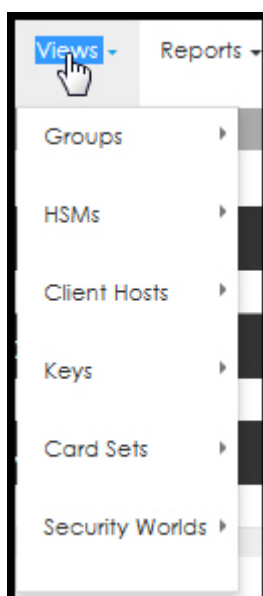 Views Reports
Groups
HSMs
Client Hosts
Keys
Card Sets
Security Worlds